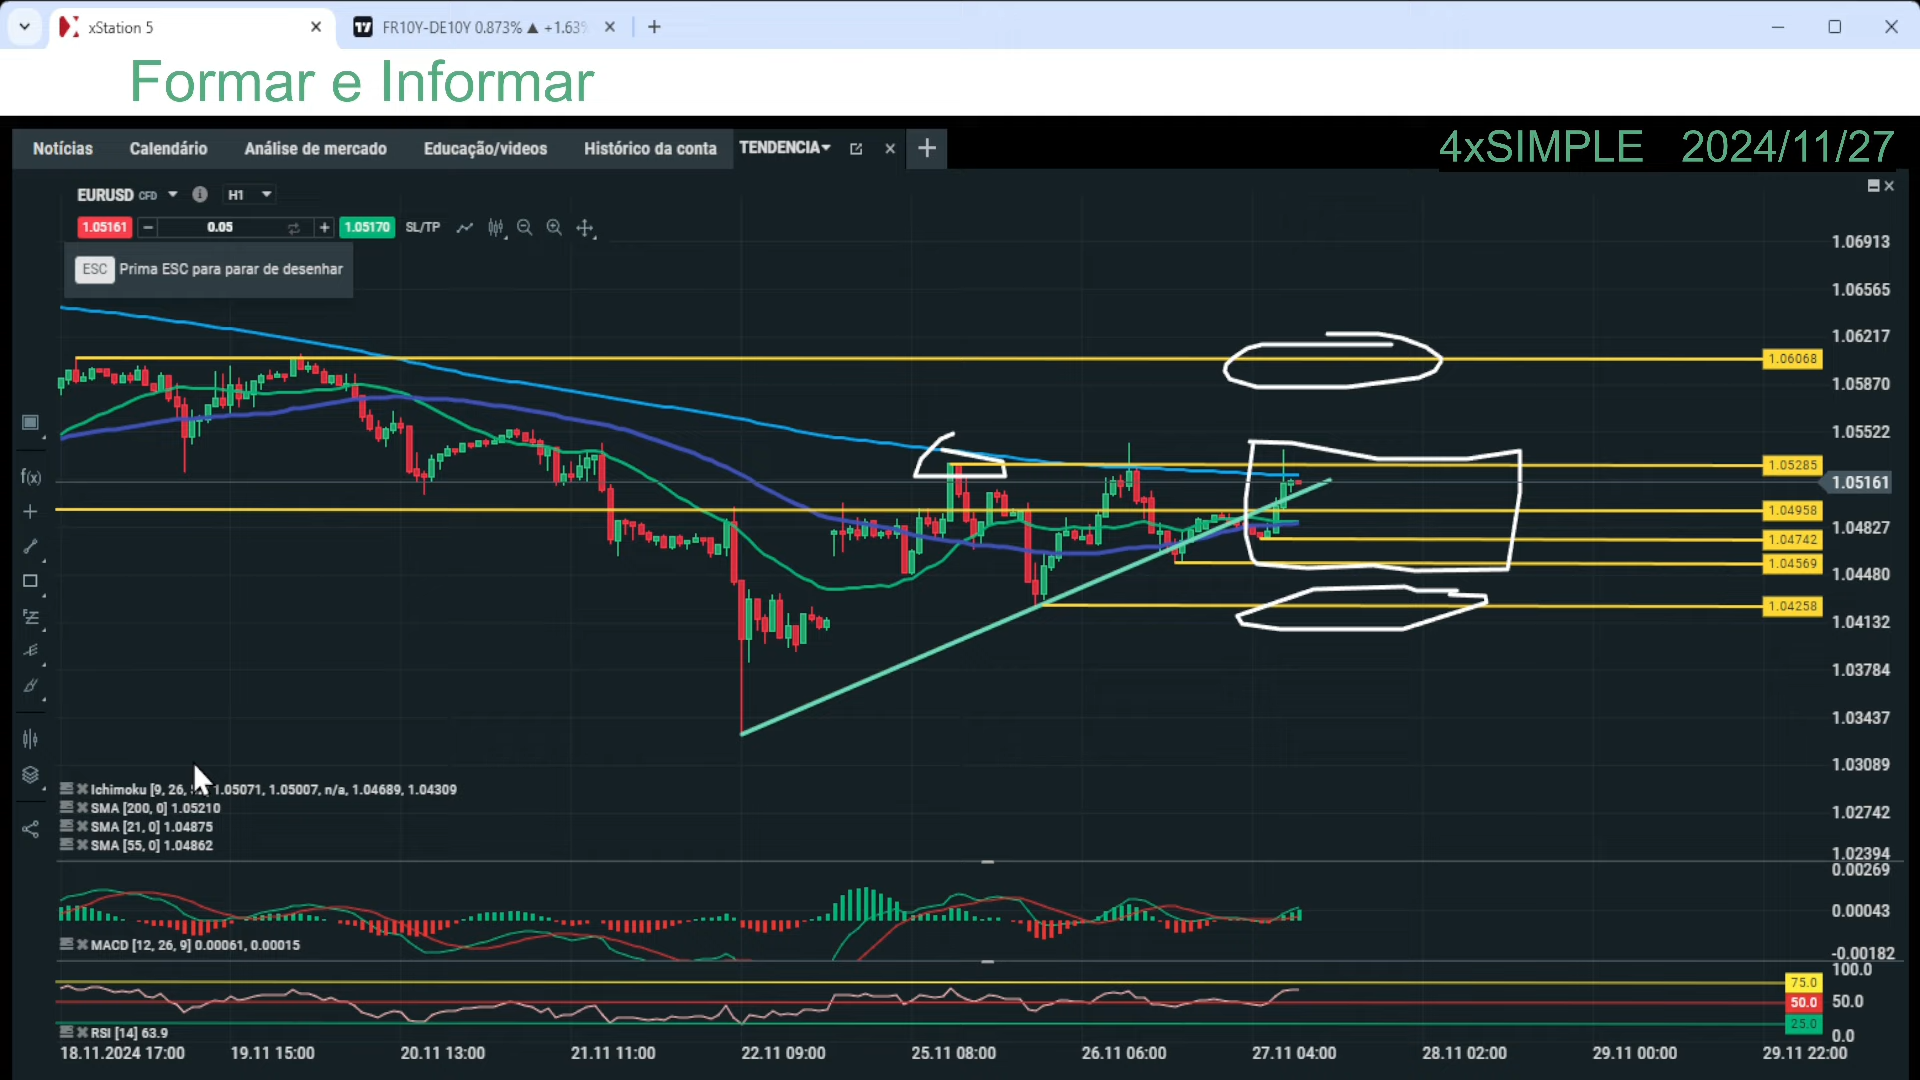 xStation 5
FR10Y-DE10Y 0.873% ▲ +1.63%
Formar e Informar
4xSIMPLE 2024/11/27
Notícias Calendário Análise de mercado Educação/videos Histórico da conta TENDENCIA
EURUSD CFD H1
1.05161 − 0.05 + 1.05170 SL/TP
ESC Prima ESC para parar de desenhar
f(x)
1.06913
1.06565
1.06217
1.06068
1.05870
1.05522
1.05285
1.05161
1.04958
1.04827
1.04742
1.04569
1.04480
1.04258
1.04132
1.03784
1.03437
1.03089
1.02742
1.02394
Ichimoku [9, 26, 1.05071, 1.05007, n/a, 1.04689, 1.04309
SMA [200, 0] 1.05210
SMA [21, 0] 1.04875
SMA [55, 0] 1.04862
0.00269
0.00043
-0.00182
MACD [12, 26, 9] 0.00061, 0.00015
100.0
75.0
50.0 50.0
25.0
0.0
RSI [14] 63.9
18.11.2024 17:00 19.11 15:00 20.11 13:00 21.11 11:00 22.11 09:00 25.11 08:00 26.11 06:00 27.11 04:00 28.11 02:00 29.11 00:00 29.11 22:00